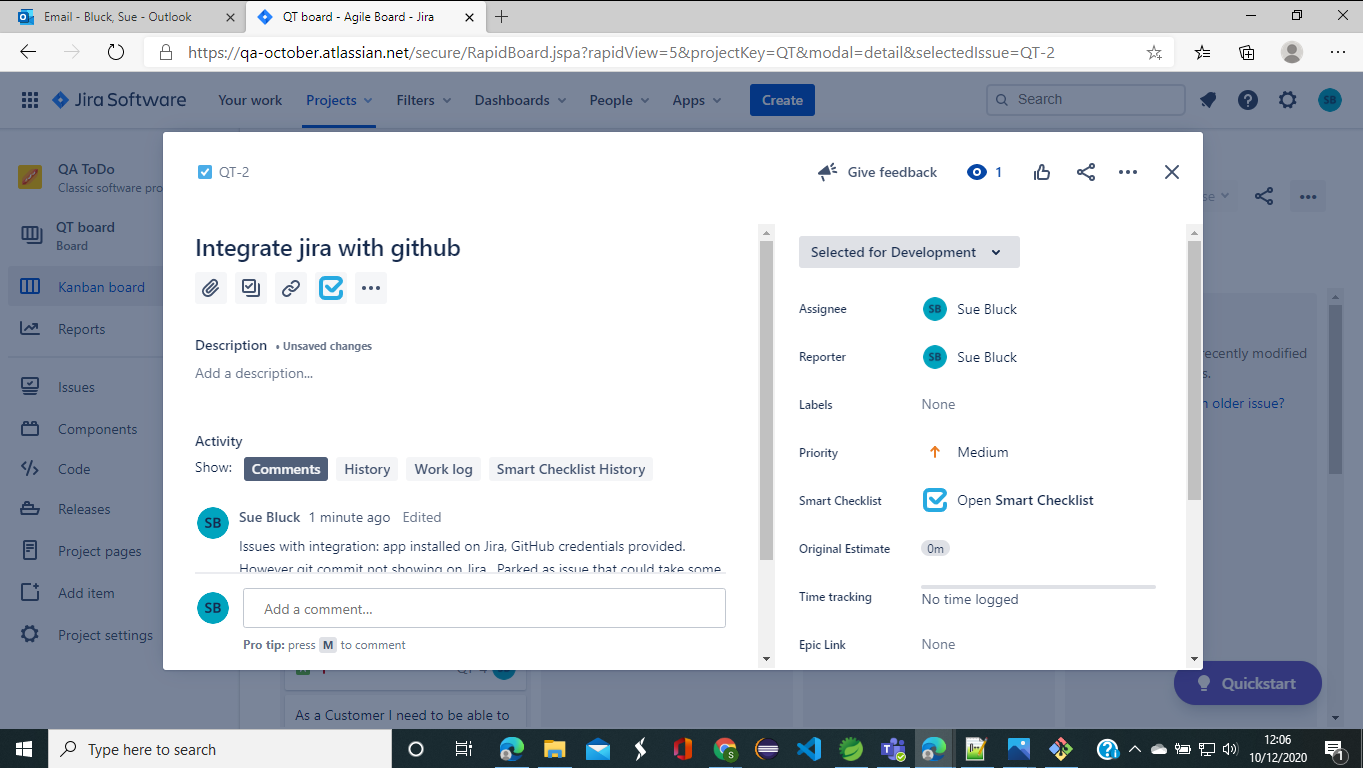 Email - Bluck, Sue - Outlook
QT board - Agile Board - Jira
https://qa-october.atlassian.net/secure/RapidBoard.jspa?rapidView=5&projectKey=QT&modal=detail&selectedIssue=QT-2
Jira Software
Your work
Projects
Filters
Dashboards
People
Apps
Create
Search
SB
QA ToDo
Classic software pro
QT board
Board
Kanban board
Reports
Issues
Components
Code
Releases
Project pages
Add item
Project settings
QT-2
Give feedback
1
Integrate jira with github
Description • Unsaved changes
Add a description...
Activity
Show: Comments History Work log Smart Checklist History
SB Sue Bluck 1 minute ago Edited
Issues with integration: app installed on Jira, GitHub credentials provided.
However git commit not showing on Jira. Parked as issue that could take some
SB Add a comment...
Pro tip: press M to comment
Selected for Development
Assignee SB Sue Bluck
Reporter SB Sue Bluck
Labels None
Priority Medium
Smart Checklist Open Smart Checklist
Original Estimate 0m
Time tracking No time logged
Epic Link None
se
recently modified
s.
n older issue?
As a Customer I need to be able to
Quickstart
Type here to search
12:06
10/12/2020
1